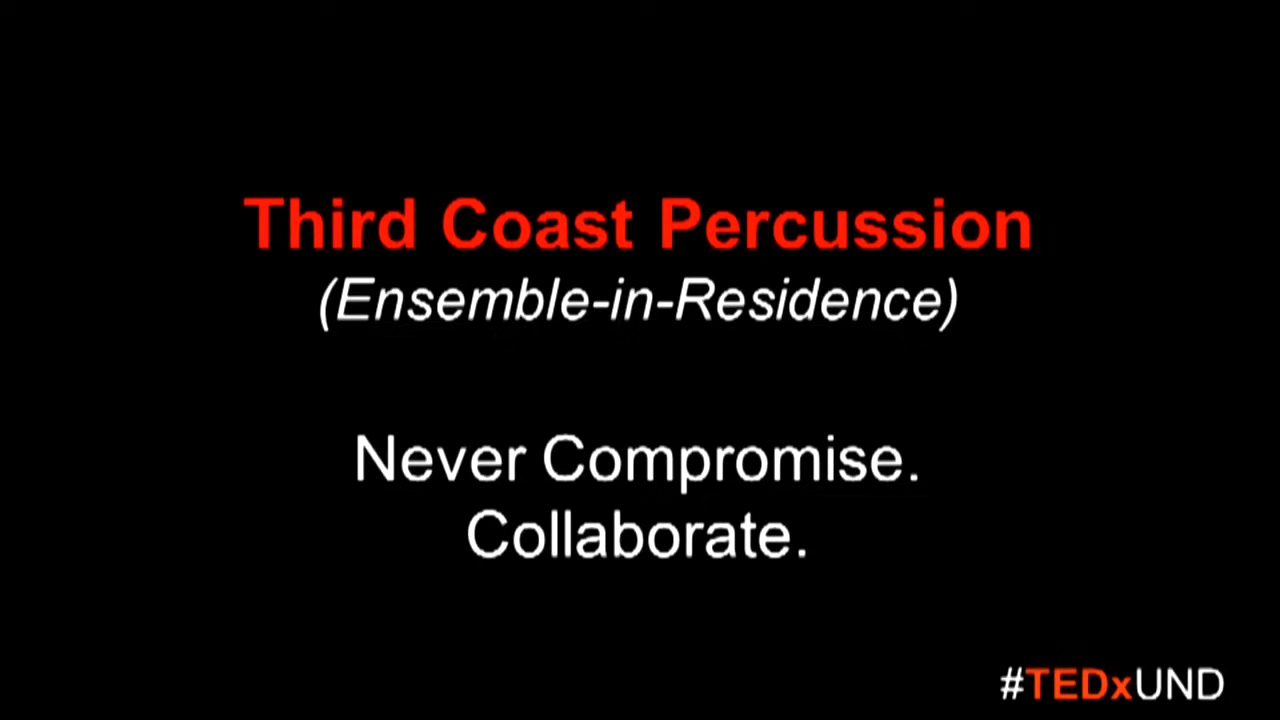 Third Coast Percussion
(Ensemble-in-Residence)
Never Compromise.
Collaborate.
#TEDxUND